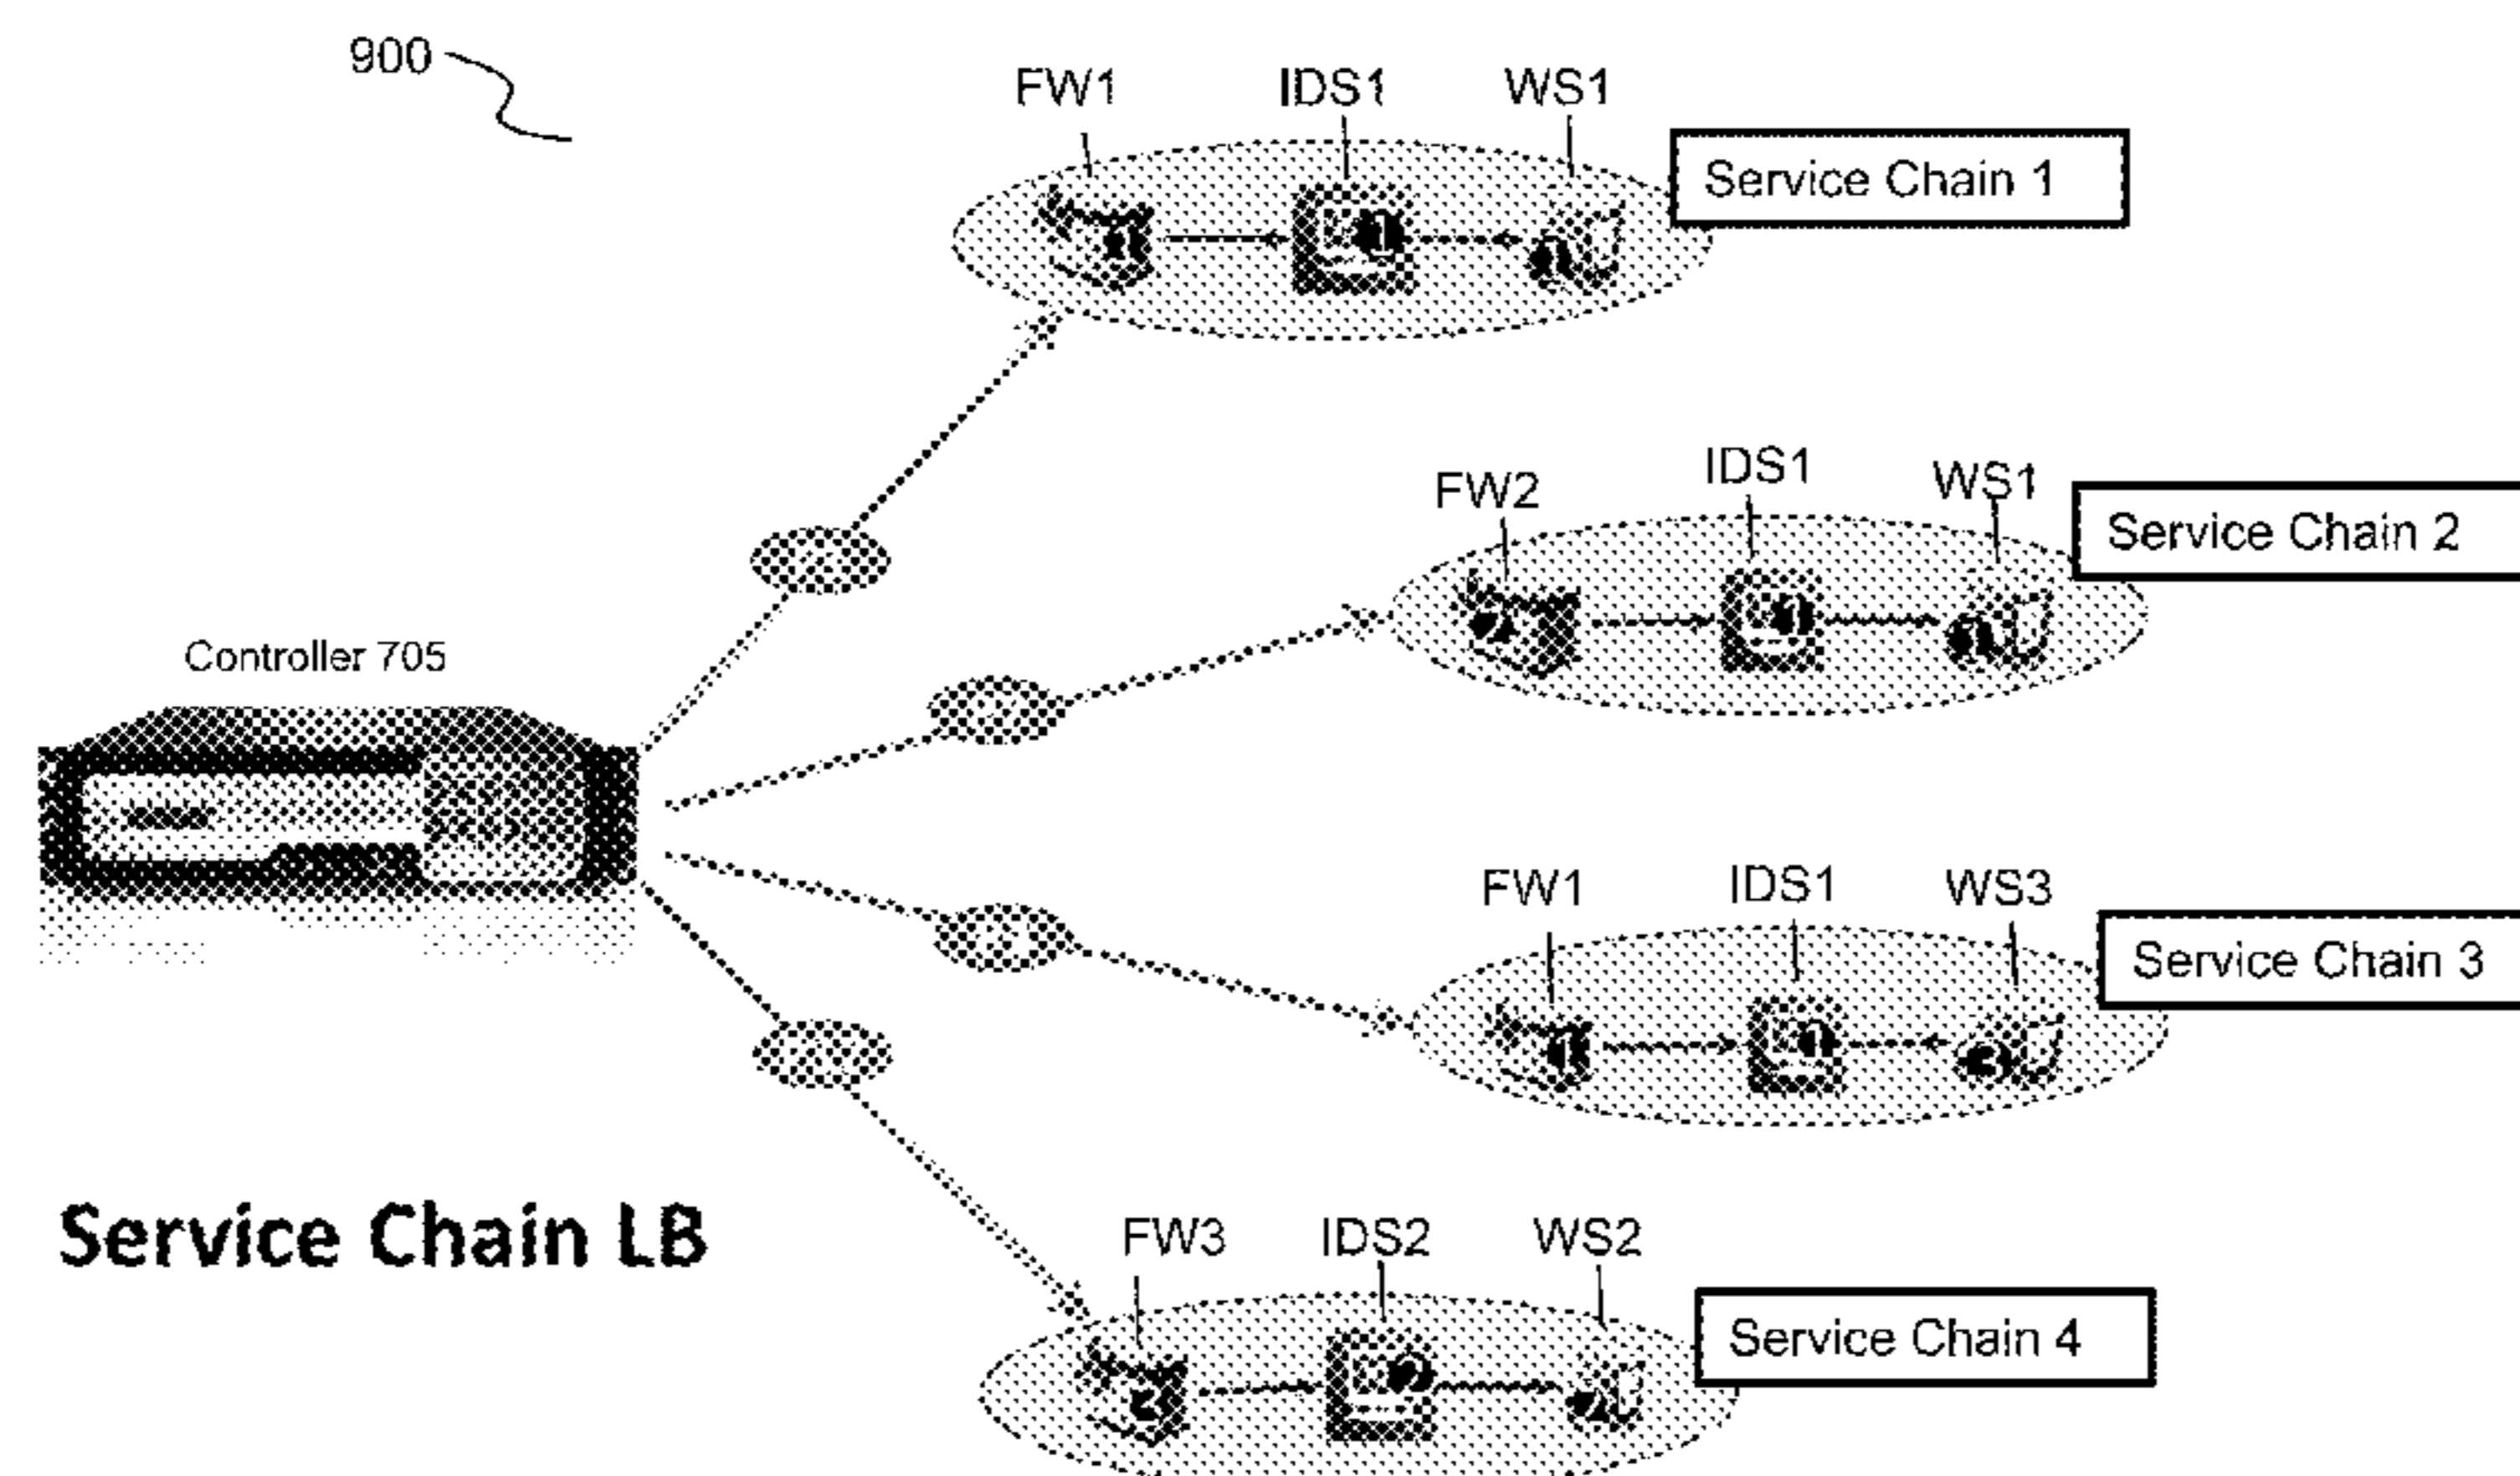 900
FW1 IDS1 WS1
Service Chain 1
FW2 IDS1 WS1
Service Chain 2
Controller 705
FW1 IDS1 WS3
Service Chain 3
Service Chain LB
FW3 IDS2 WS2
Service Chain 4